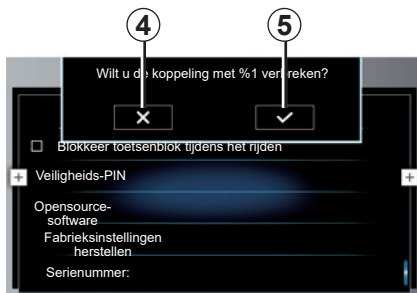 4 5
Wilt u de koppeling met %1 verbreken?
Blokkeer toetsenblok tijdens het rijden
Veiligheids-PIN
Opensource-
software
Fabrieksinstellingen
herstellen
Serienummer: